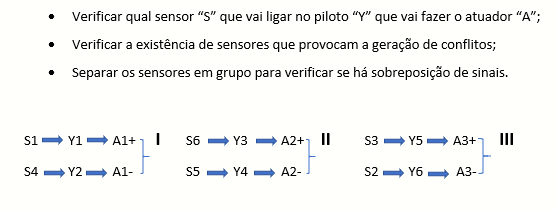 • Verificar qual sensor “S” que vai ligar no piloto “Y” que vai fazer o atuador “A”;
• Verificar a existência de sensores que provocam a geração de conflitos;
• Separar os sensores em grupo para verificar se há sobreposição de sinais.
S1 Y1 A1+ I S6 Y3 A2+ II S3 Y5 A3+ III
S4 Y2 A1- S5 Y4 A2- S2 Y6 A3-